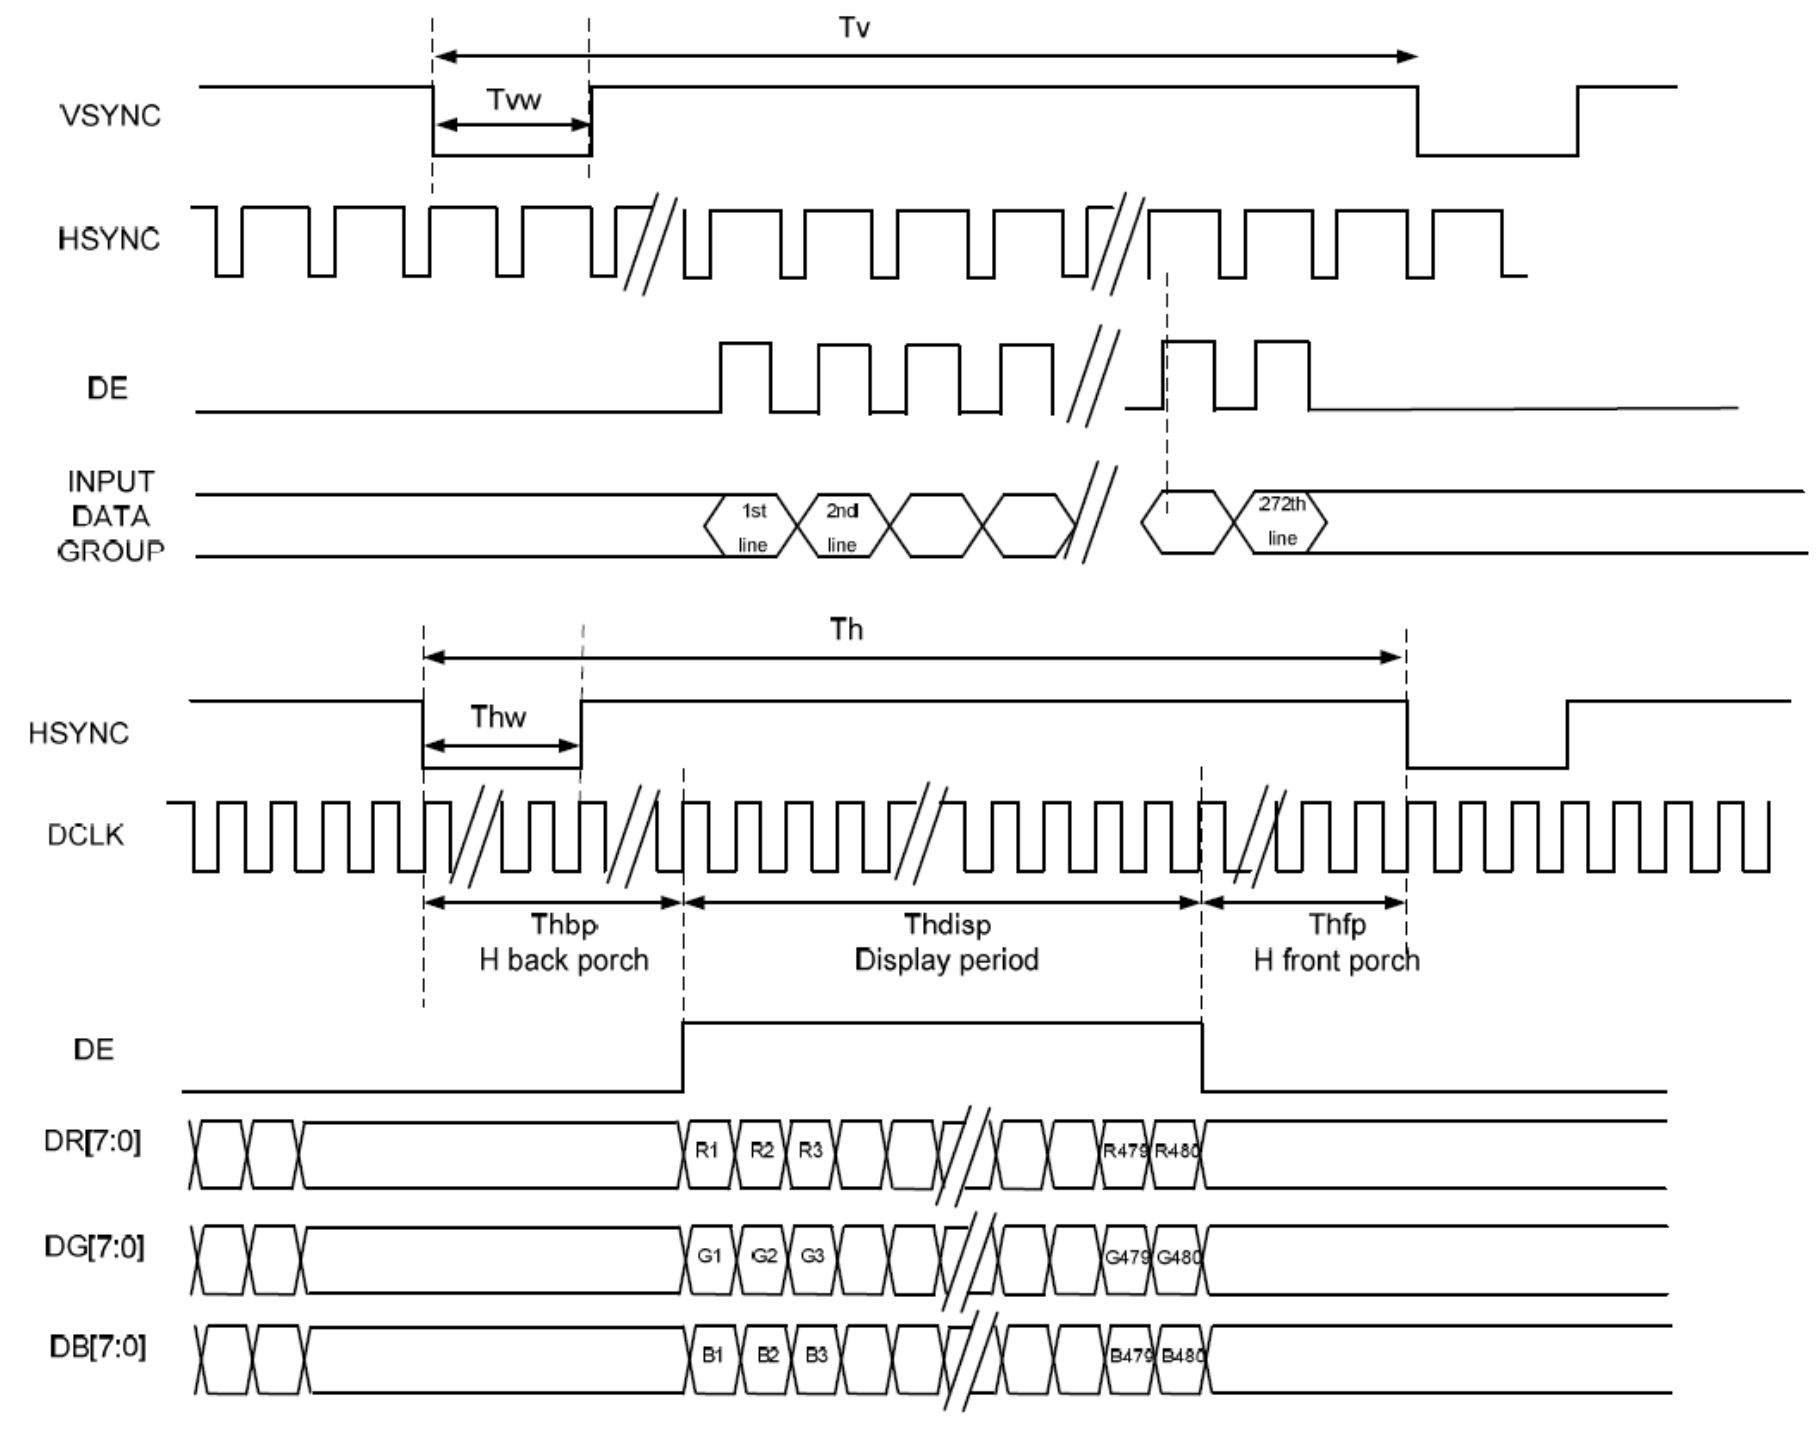 Tv
Tvw
VSYNC
HSYNC
DE
INPUT
DATA
GROUP
1st
line
2nd
line
272th
line
Th
Thw
HSYNC
DCLK
Thbp
H back porch
Thdisp
Display period
Thfp
H front porch
DE
DR[7:0]
R1 R2 R3 R479 R480
DG[7:0]
G1 G2 G3 G479 G480
DB[7:0]
B1 B2 B3 B479 B480